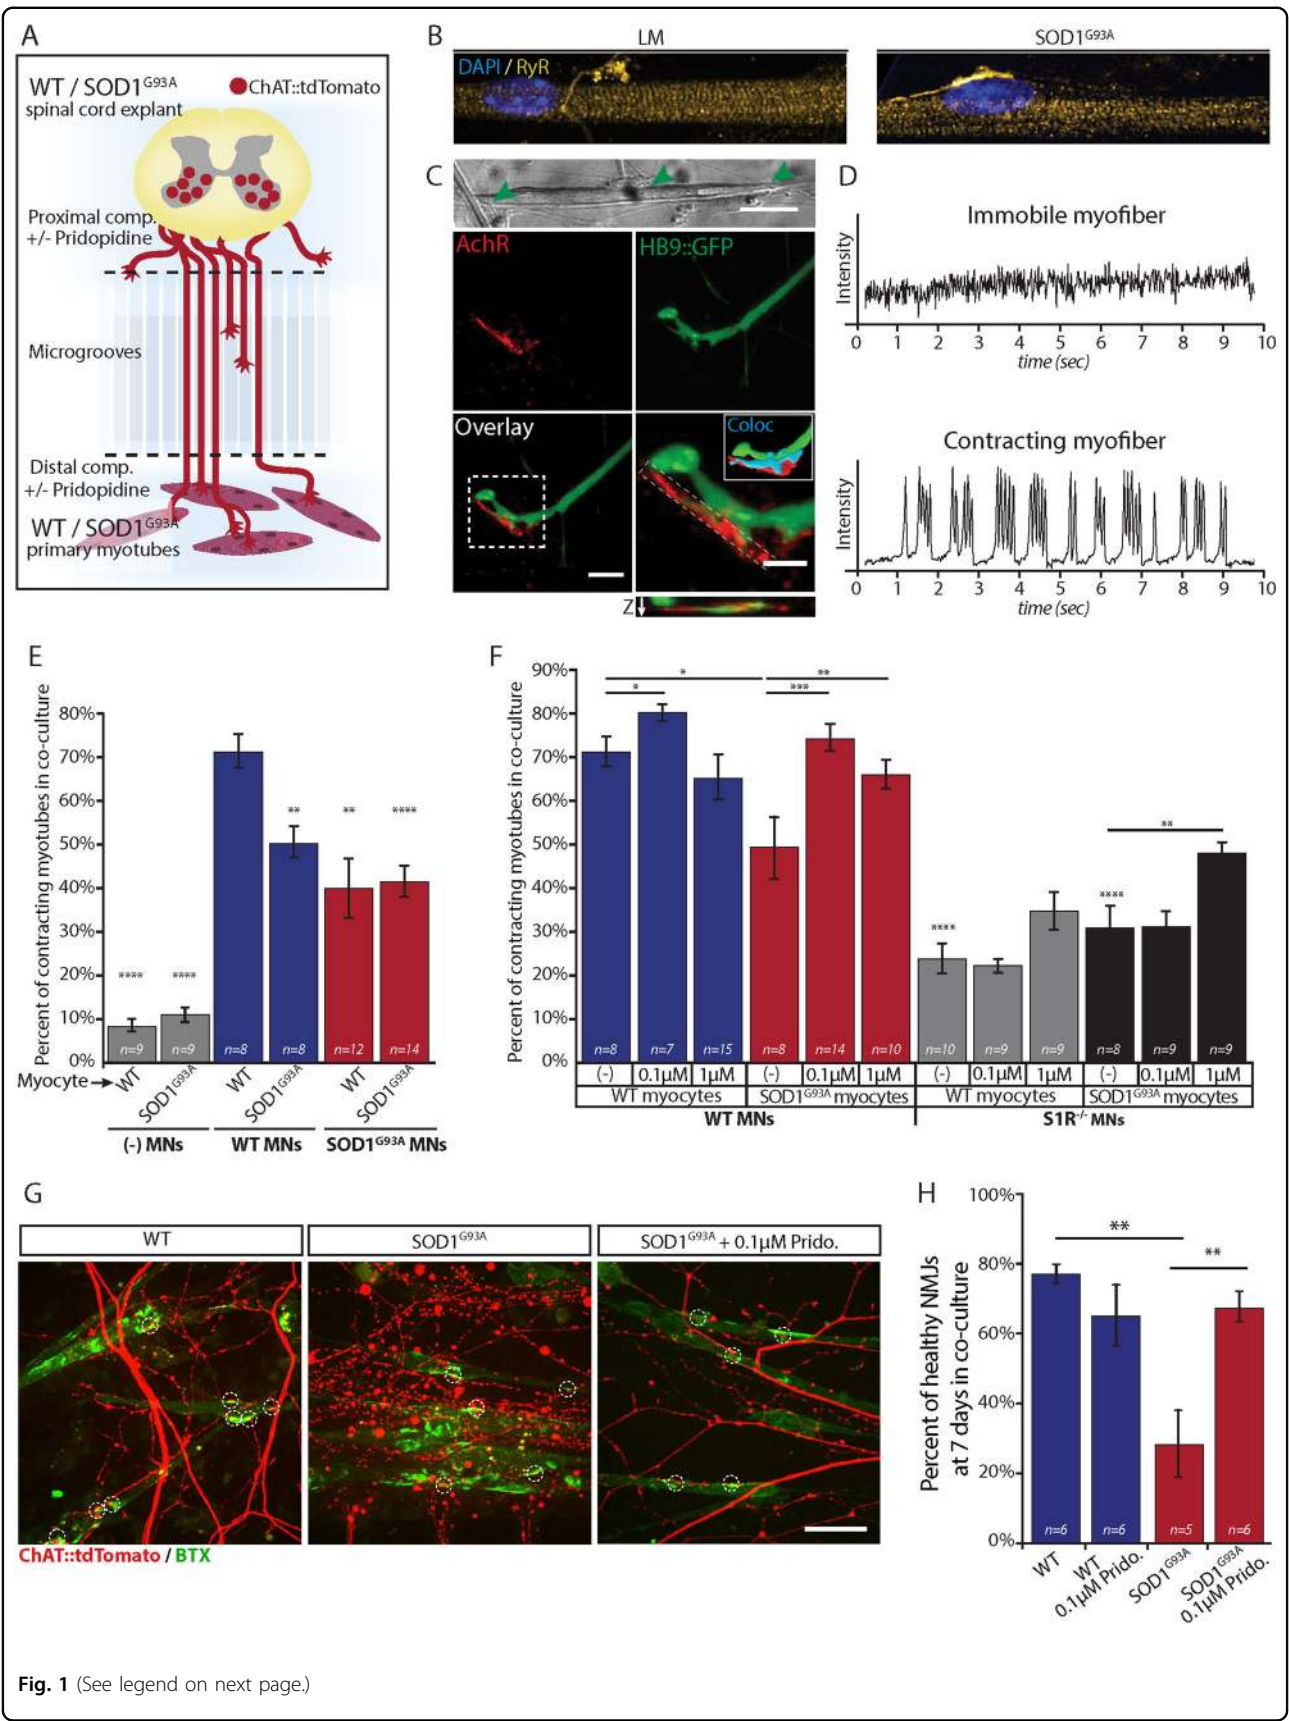 A
WT / SOD1G93A
spinal cord explant
ChAT::tdTomato
Proximal comp.
+/- Pridopidine
Microgrooves
Distal comp.
+/- Pridopidine
WT / SOD1G93A
primary myotubes
B
LM
SOD1G93A
DAPI / RyR
C
AchR
HB9::GFP
Overlay
Coloc
Z
D
Immobile myofiber
Intensity
0 1 2 3 4 5 6 7 8 9 10
time (sec)
Contracting myofiber
Intensity
0 1 2 3 4 5 6 7 8 9 10
time (sec)
E
Percent of contracting myotubes in co-culture
80%
70%
60%
50%
40%
30%
20%
10%
0%
**** **** ** ** ****
n=9 n=9 n=8 n=8 n=12 n=14
Myocyte
WT SOD1G93A WT SOD1G93A WT SOD1G93A
(-) MNs WT MNs SOD1G93A MNs
F
Percent of contracting myotubes in co-culture
90%
80%
70%
60%
50%
40%
30%
20%
10%
0%
* **
* ***
**
**** ****
n=8 n=7 n=15 n=8 n=14 n=10 n=10 n=9 n=9 n=8 n=9 n=9
(-) 0.1μM 1μM (-) 0.1μM 1μM (-) 0.1μM 1μM (-) 0.1μM 1μM
WT myocytes SOD1G93A myocytes WT myocytes SOD1G93A myocytes
WT MNs S1R-/- MNs
G
WT
SOD1G93A
SOD1G93A + 0.1μM Prido.
ChAT::tdTomato / BTX
H
Percent of healthy NMJs
at 7 days in co-culture
100%
80%
60%
40%
20%
0%
** **
n=6 n=6 n=5 n=6
WT
WT
0.1μM Prido.
SOD1G93A
SOD1G93A
0.1μM Prido.
Fig. 1 (See legend on next page.)